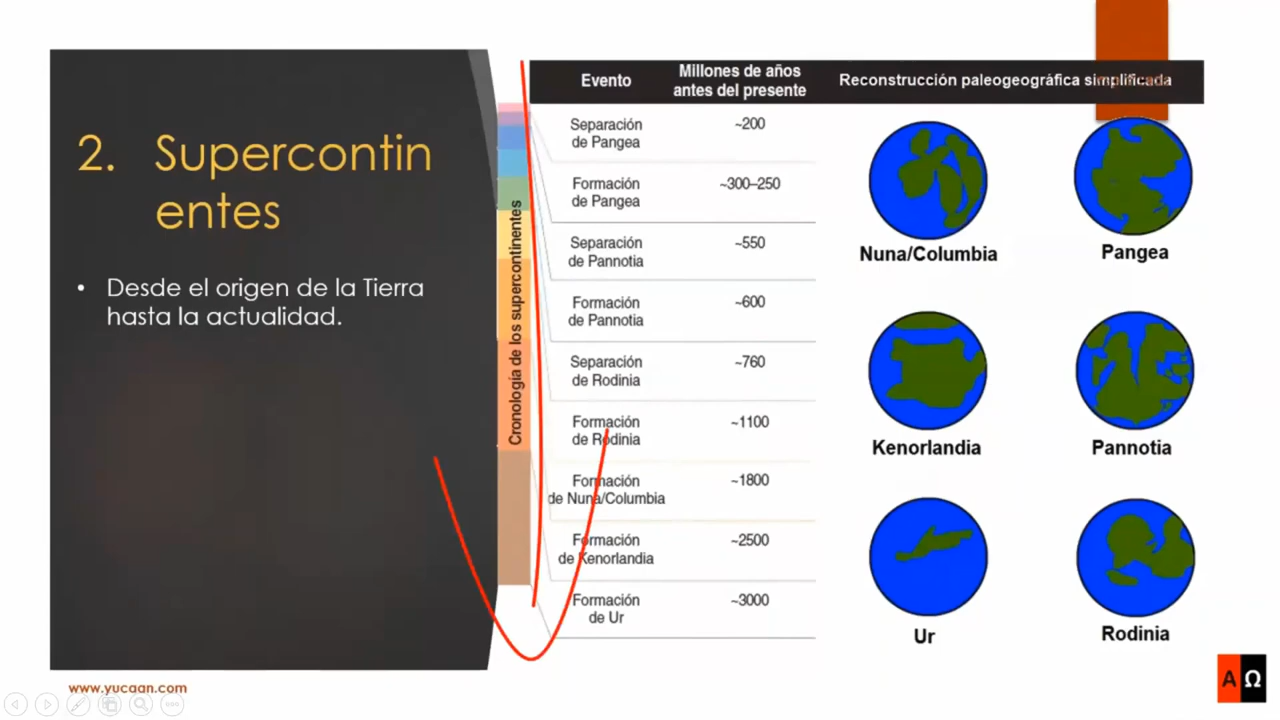 2. Supercontin
entes
• Desde el origen de la Tierra
hasta la actualidad.
www.yucaan.com
Cronología de los supercontinentes
Evento
Millones de años
antes del presente
Reconstrucción paleogeográfica simplificada
Separación
de Pangea
~200
Formación
de Pangea
~300–250
Separación
de Pannotia
~550
Formación
de Pannotia
~600
Separación
de Rodinia
~760
Formación
de Rodinia
~1100
Formación
de Nuna/Columbia
~1800
Formación
de Kenorlandia
~2500
Formación
de Ur
~3000
Nuna/Columbia
Pangea
Kenorlandia
Pannotia
Ur
Rodinia
AΩ